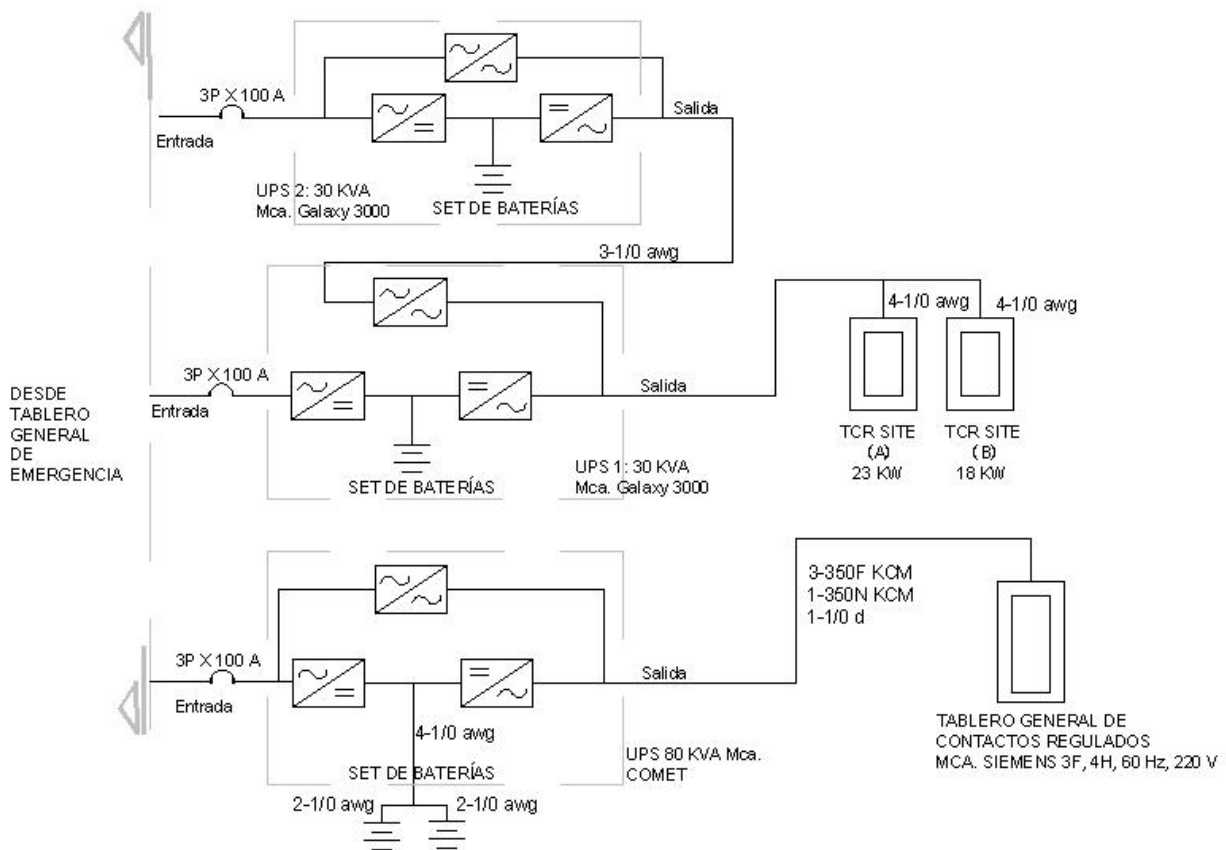 3P X 100 A
Entrada
Salida
UPS 2: 30 KVA
Mca. Galaxy 3000
SET DE BATERÍAS
3-1/0 awg
4-1/0 awg
4-1/0 awg
3P X 100 A
Entrada
Salida
DESDE
TABLERO
GENERAL
DE
EMERGENCIA
TCR SITE
(A)
23 KW
TCR SITE
(B)
18 KW
UPS 1: 30 KVA
Mca. Galaxy 3000
SET DE BATERÍAS
3-350F KCM
1-350N KCM
1-1/0 d
3P X 100 A
Entrada
Salida
4-1/0 awg
SET DE BATERÍAS
UPS 80 KVA Mca.
COMET
2-1/0 awg
2-1/0 awg
TABLERO GENERAL DE
CONTACTOS REGULADOS
MCA. SIEMENS 3F, 4H, 60 Hz, 220 V